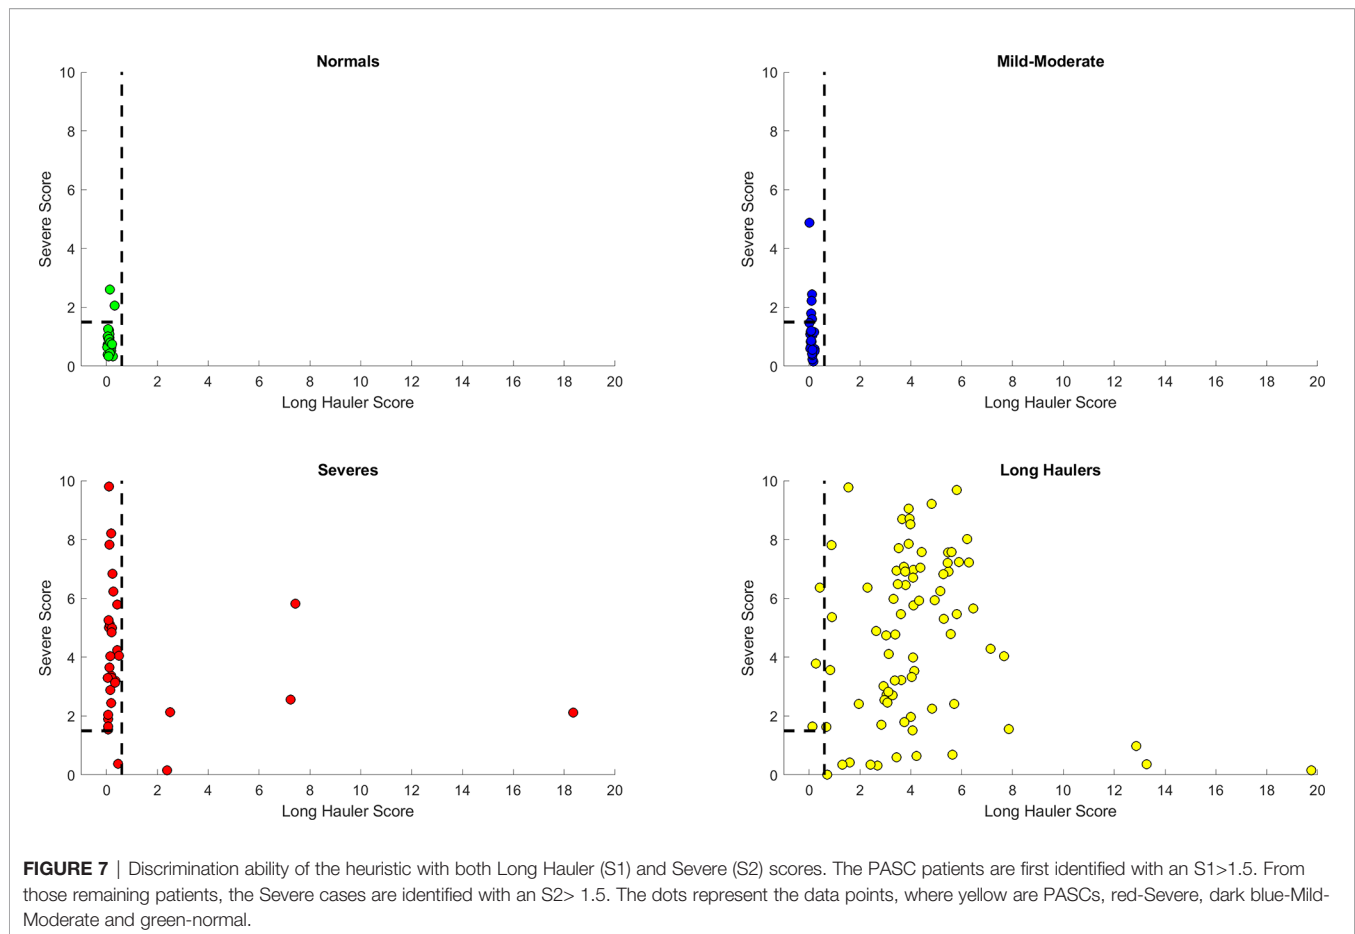 Normals
10
8
6
4
2
0
Severe Score
0 2 4 6 8 10 12 14 16 18 20
Long Hauler Score
Mild-Moderate
10
8
6
4
2
0
Severe Score
0 2 4 6 8 10 12 14 16 18 20
Long Hauler Score
Severes
10
8
6
4
2
0
Severe Score
0 2 4 6 8 10 12 14 16 18 20
Long Hauler Score
Long Haulers
10
8
6
4
2
0
Severe Score
0 2 4 6 8 10 12 14 16 18 20
Long Hauler Score
FIGURE 7 | Discrimination ability of the heuristic with both Long Hauler (S1) and Severe (S2) scores. The PASC patients are first identified with an S1>1.5. From
those remaining patients, the Severe cases are identified with an S2> 1.5. The dots represent the data points, where yellow are PASCs, red-Severe, dark blue-Mild-
Moderate and green-normal.